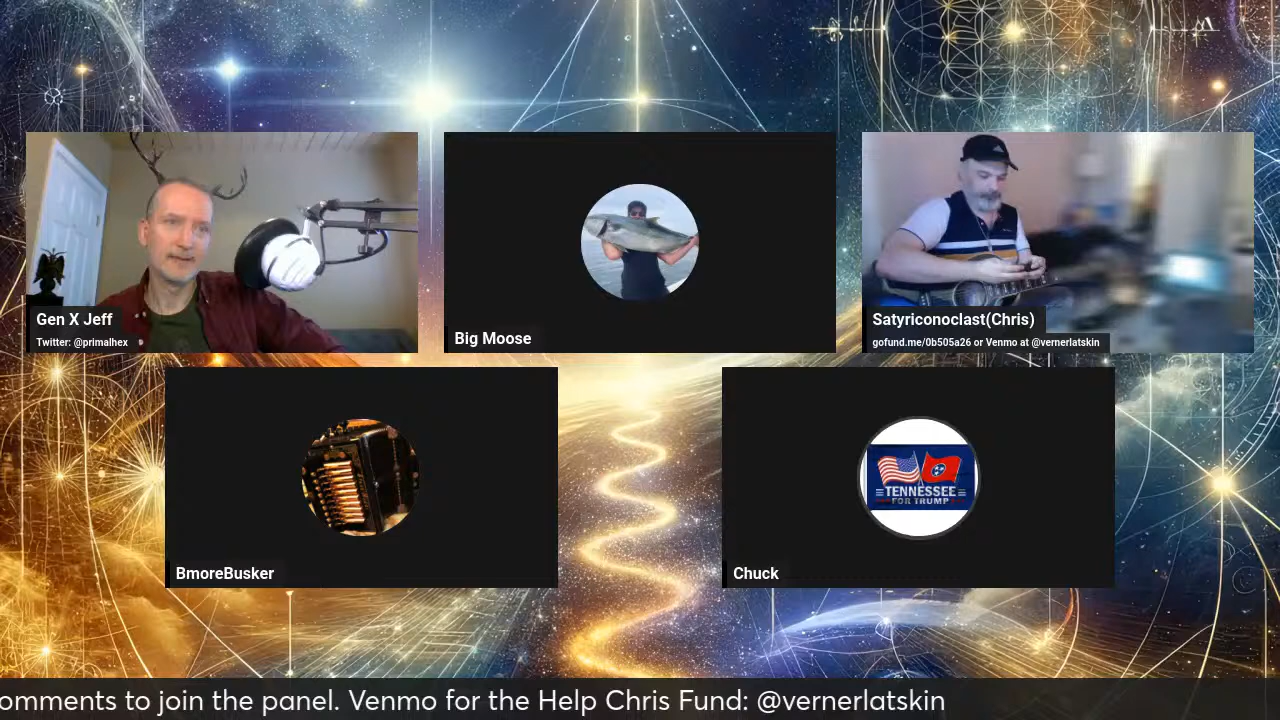 Gen X Jeff
Twitter: @primalhex
Big Moose
Satyriconoclast(Chris)
gofund.me/0b505a26 or Venmo at @vernerlatskin
BmoreBusker
TENNESSEE
FOR TRUMP
Chuck
omments to join the panel. Venmo for the Help Chris Fund: @vernerlatskin